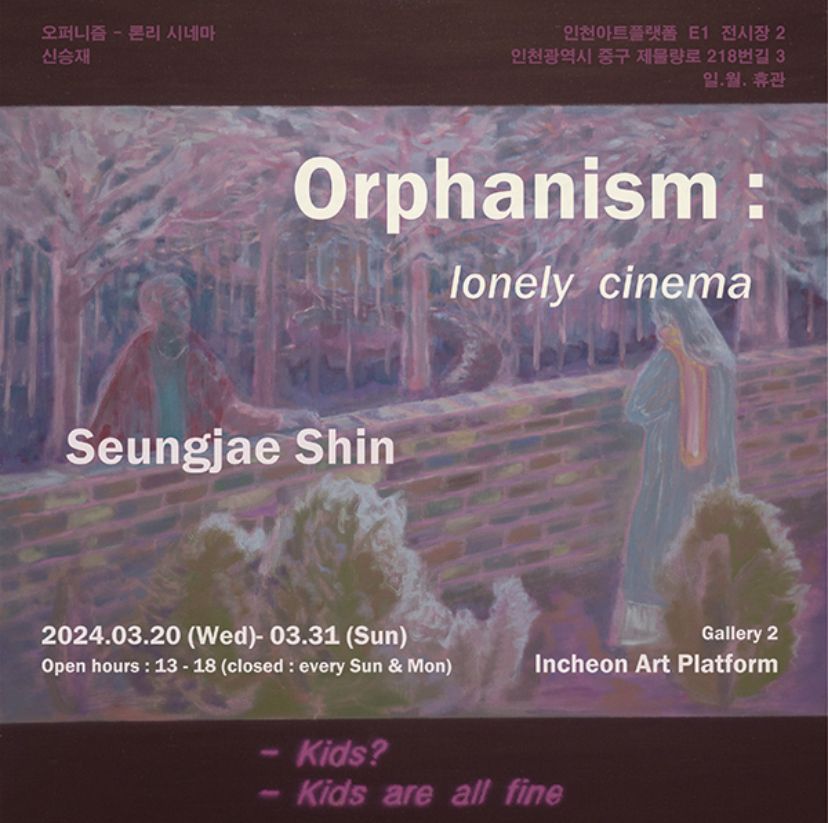 오퍼니즘 - 론리 시네마
신승재
인천아트플랫폼 E1 전시장 2
인천광역시 중구 제물량로 218번길 3
일.월. 휴관
Orphanism :
lonely cinema
Seungjae Shin
2024.03.20 (Wed)- 03.31 (Sun)
Open hours : 13 - 18 (closed : every Sun & Mon)
Gallery 2
Incheon Art Platform
- Kids?
- Kids are all fine